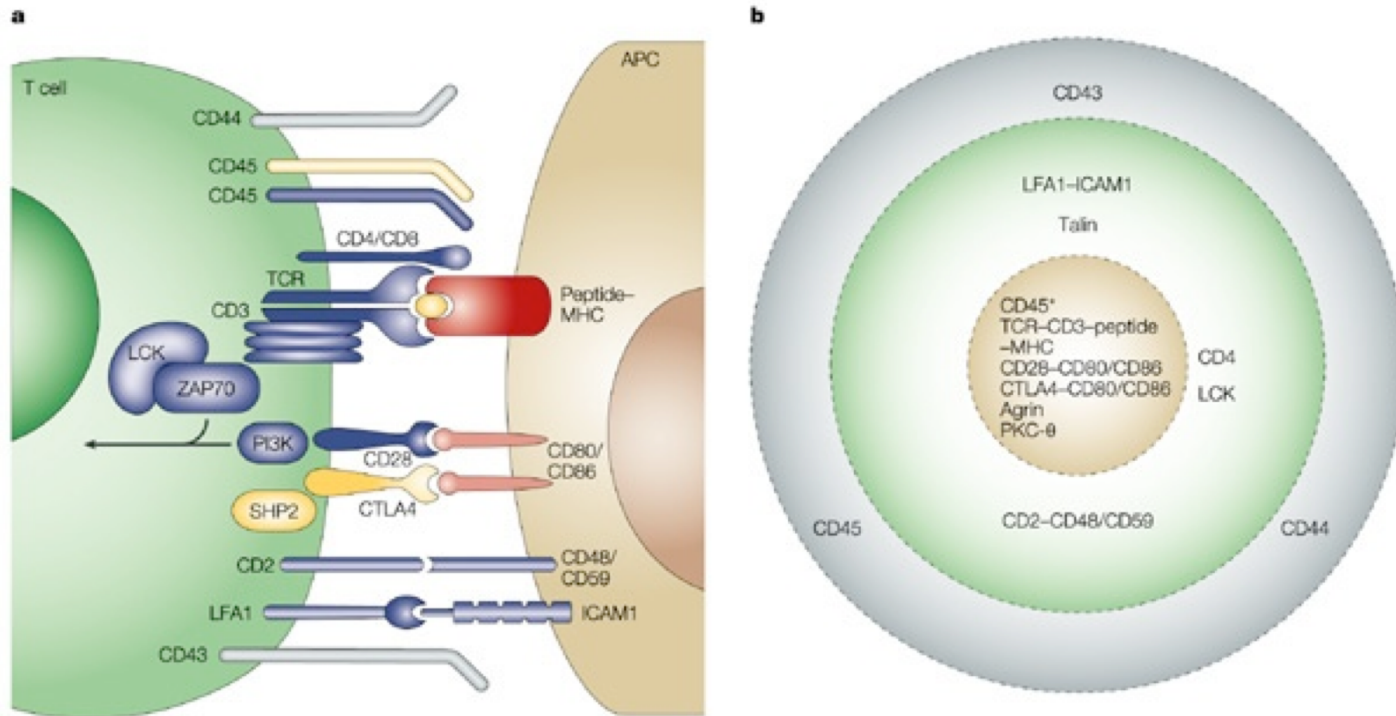 a
T cell
APC
CD44
CD45
CD45
CD4/CD8
TCR
CD3
Peptide–
MHC
LCK
ZAP70
PI3K
CD28
CD80/
CD86
SHP2
CTLA4
CD2
CD48/
CD59
LFA1
ICAM1
CD43
b
CD43
LFA1–ICAM1
Talin
CD45*
TCR–CD3–peptide
–MHC
CD28–CD80/CD86
CTLA4–CD80/CD86
Agrin
PKC-θ
CD4
LCK
CD2–CD48/CD59
CD45
CD44